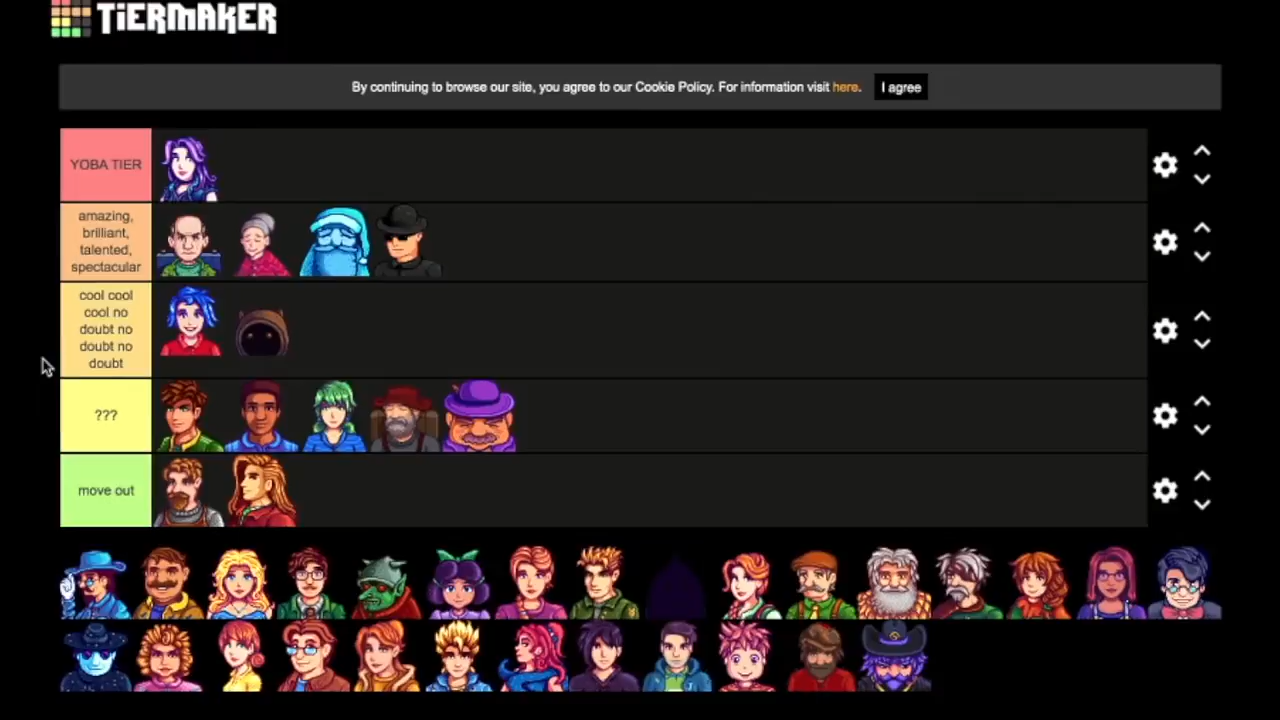 TiERMAKER
By continuing to browse our site, you agree to our Cookie Policy. For information visit here. I agree
YOBA TIER
amazing,
brilliant,
talented,
spectacular
cool cool
cool no
doubt no
doubt no
doubt
???
move out